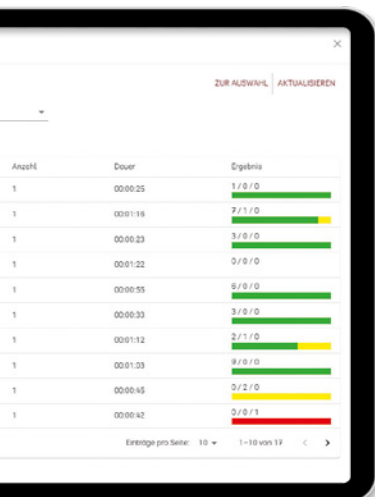 ×
ZUR AUSWAHL AKTUALISIEREN
Anzahl Dauer Ergebnis
1 00:00:25 1 / 0 / 0
1 00:01:16 7 / 1 / 0
1 00:00:23 3 / 0 / 0
1 00:01:22 0 / 0 / 0
1 00:00:55 6 / 0 / 0
1 00:00:33 3 / 0 / 0
1 00:01:12 2 / 1 / 0
1 00:01:03 9 / 0 / 0
1 00:00:45 0 / 2 / 0
1 00:00:42 0 / 0 / 1
Einträge pro Seite: 10 1–10 von 17 < >